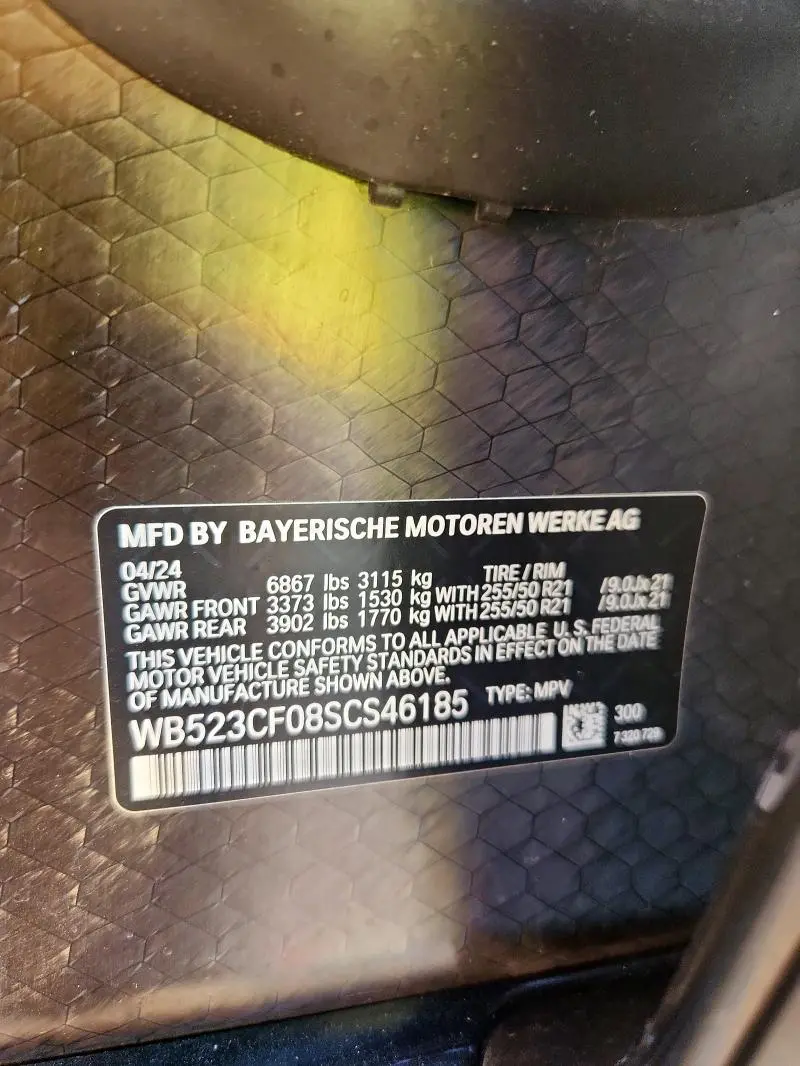 MFD BY BAYERISCHE MOTOREN WERKE AG
04/24 TIRE / RIM
GVWR 6867 lbs 3115 kg
GAWR FRONT 3373 lbs 1530 kg WITH 255/50 R21 /9.0Jx21
GAWR REAR 3902 lbs 1770 kg WITH 255/50 R21 /9.0Jx21
THIS VEHICLE CONFORMS TO ALL APPLICABLE U.S. FEDERAL
MOTOR VEHICLE SAFETY STANDARDS IN EFFECT ON THE DATE
OF MANUFACTURE SHOWN ABOVE.
WB523CF08SCS46185 TYPE: MPV
300
7 320 729